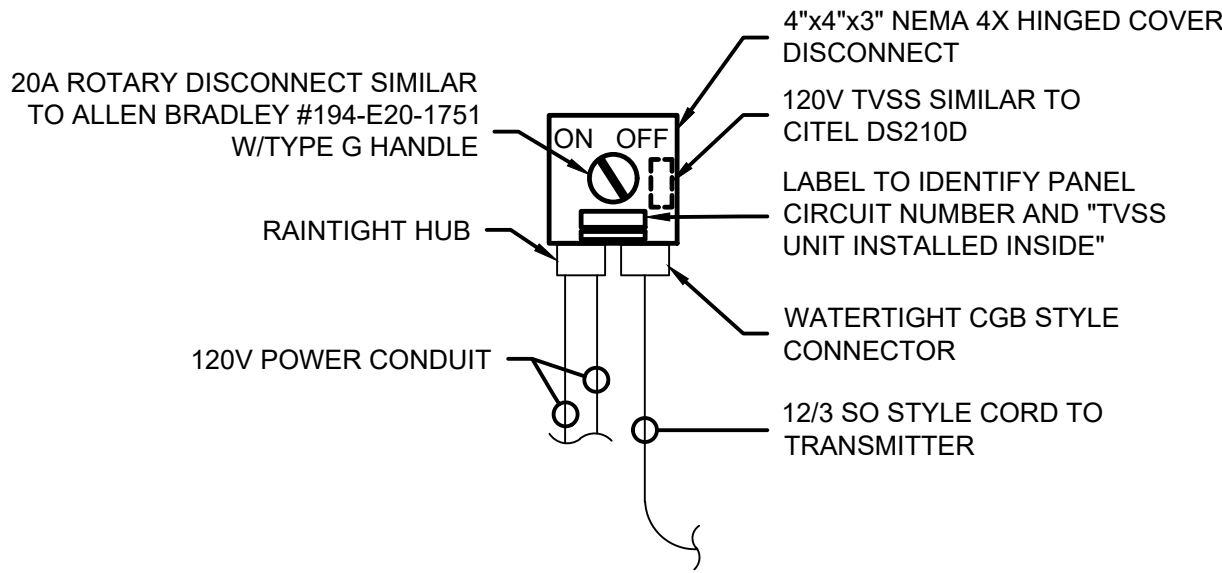 4"x4"x3" NEMA 4X HINGED COVER
DISCONNECT
20A ROTARY DISCONNECT SIMILAR
TO ALLEN BRADLEY #194-E20-1751
W/TYPE G HANDLE
120V TVSS SIMILAR TO
CITEL DS210D
ON OFF
LABEL TO IDENTIFY PANEL
CIRCUIT NUMBER AND "TVSS
UNIT INSTALLED INSIDE"
RAINTIGHT HUB
WATERTIGHT CGB STYLE
CONNECTOR
120V POWER CONDUIT
12/3 SO STYLE CORD TO
TRANSMITTER